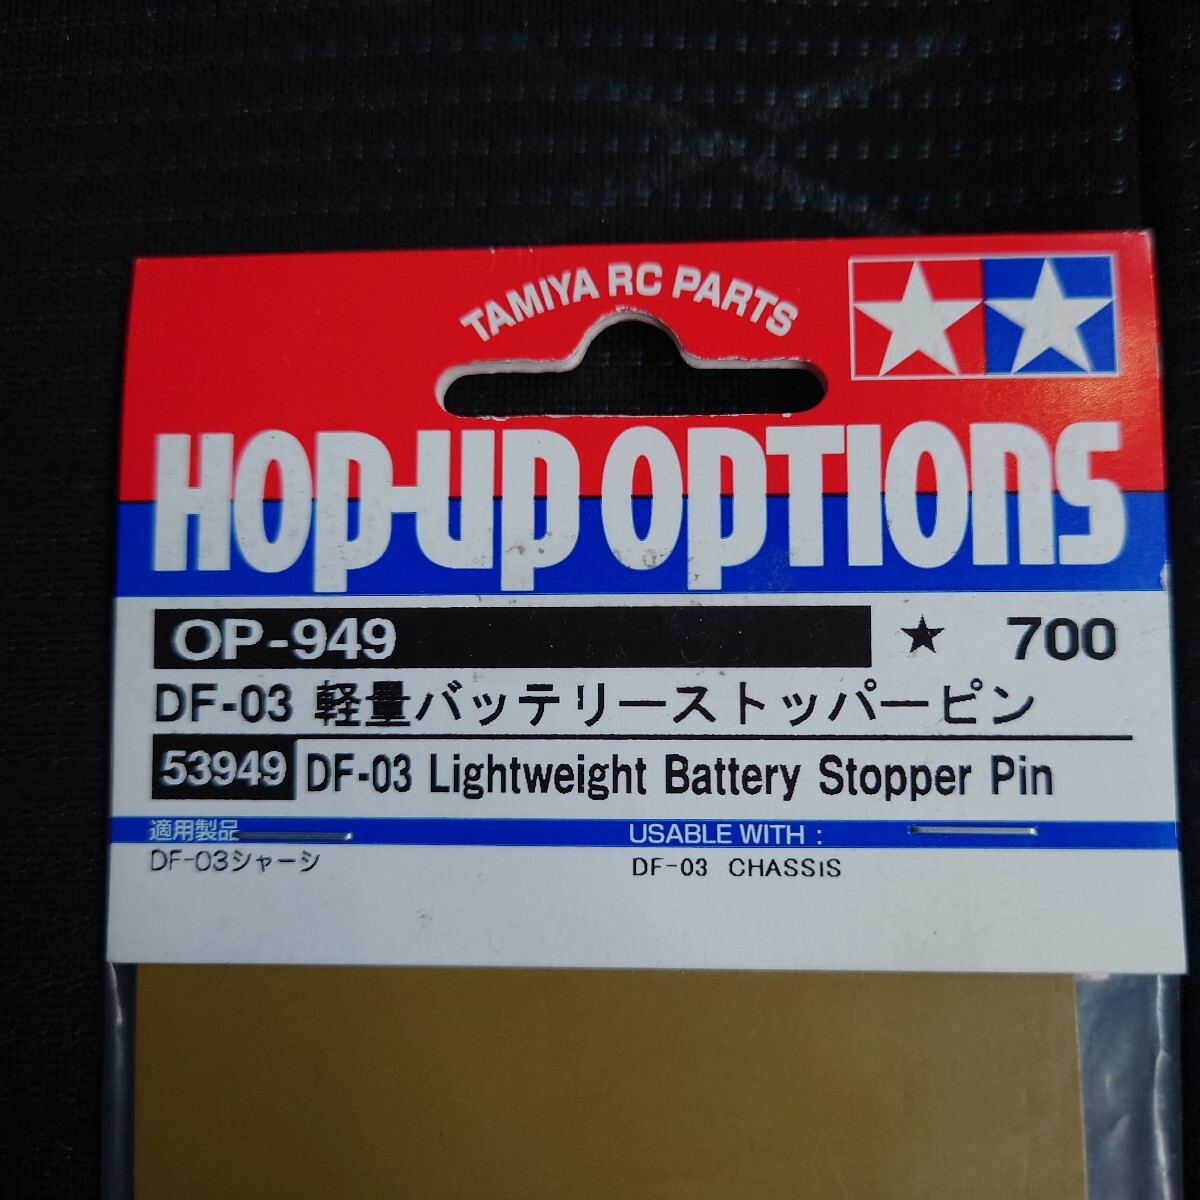 TAMIYA RC PARTS
HOP-UP OPTIONS
OP-949 ★ 700
DF-03 軽量バッテリーストッパーピン
53949 DF-03 Lightweight Battery Stopper Pin
適用製品 USABLE WITH :
DF-03シャーシ DF-03 CHASSIS